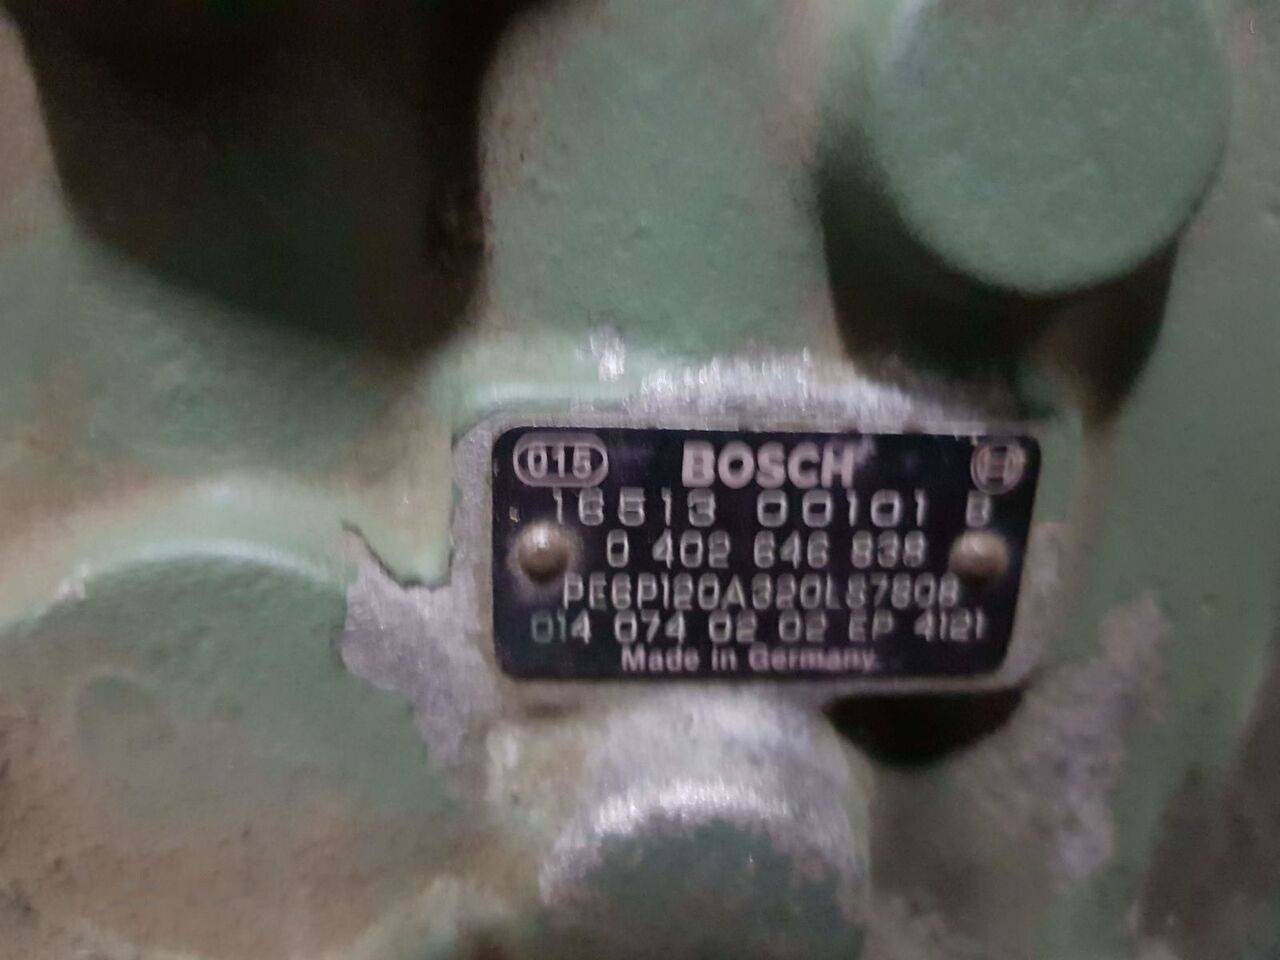 015 BOSCH
16513 00101 B
0 402 646 838
PE6P120A320LS7808
014 074 02 02 EP 4121
Made in Germany